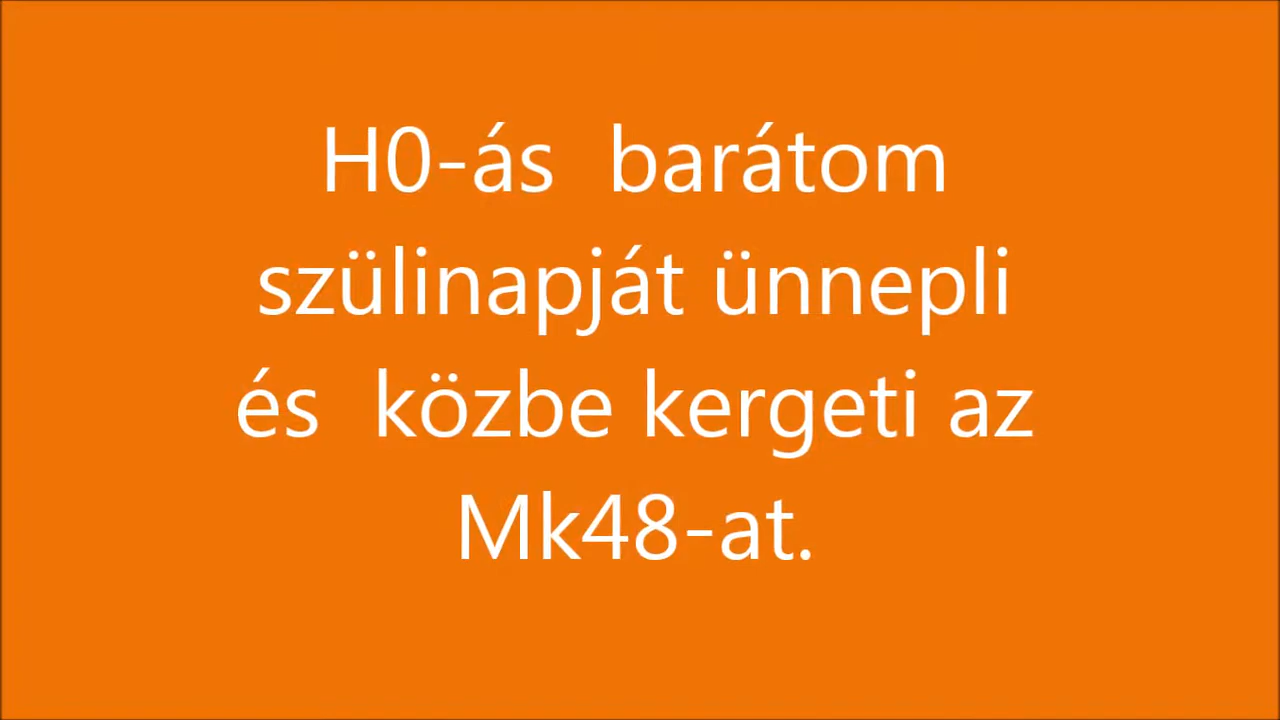 H0-ás  barátom
szülinapját ünnepli
és  közbe kergeti az
Mk48-at.